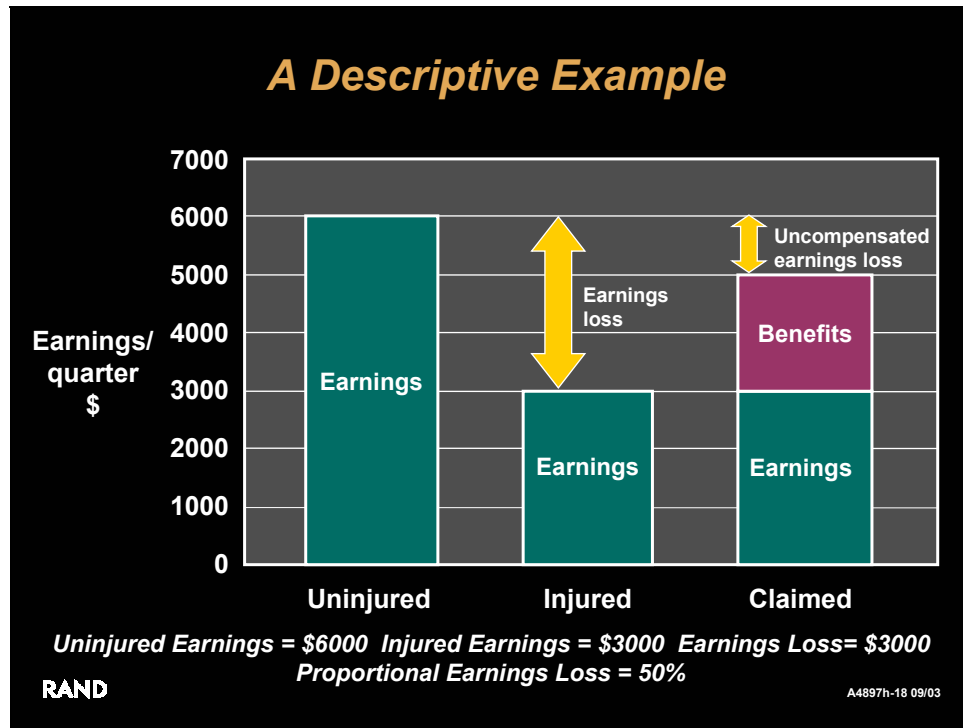 A Descriptive Example
7000
6000
5000
4000
3000
2000
1000
0
Earnings/
quarter
$
Earnings
Earnings
loss
Earnings
Uncompensated
earnings loss
Benefits
Earnings
Uninjured
Injured
Claimed
Uninjured Earnings = $6000  Injured Earnings = $3000  Earnings Loss= $3000
Proportional Earnings Loss = 50%
RAND
A4897h-18 09/03